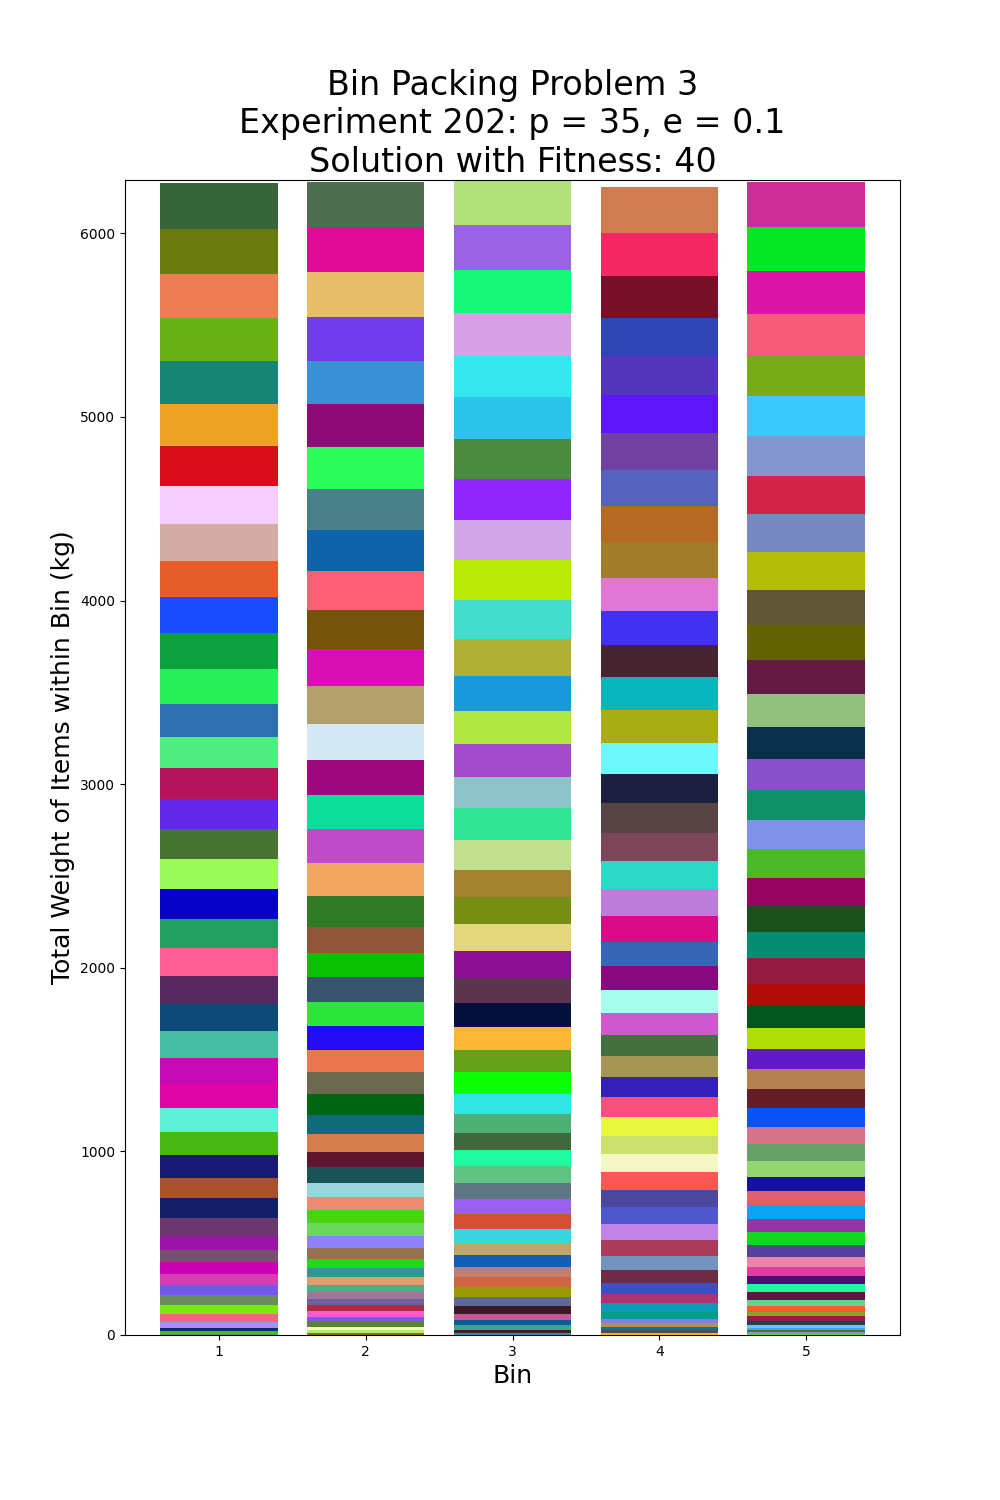 Bin Packing Problem 3
Experiment 202: p = 35, e = 0.1
Solution with Fitness: 40
Total Weight of Items within Bin (kg)
6000
5000
4000
3000
2000
1000
0
1 2 3 4 5
Bin